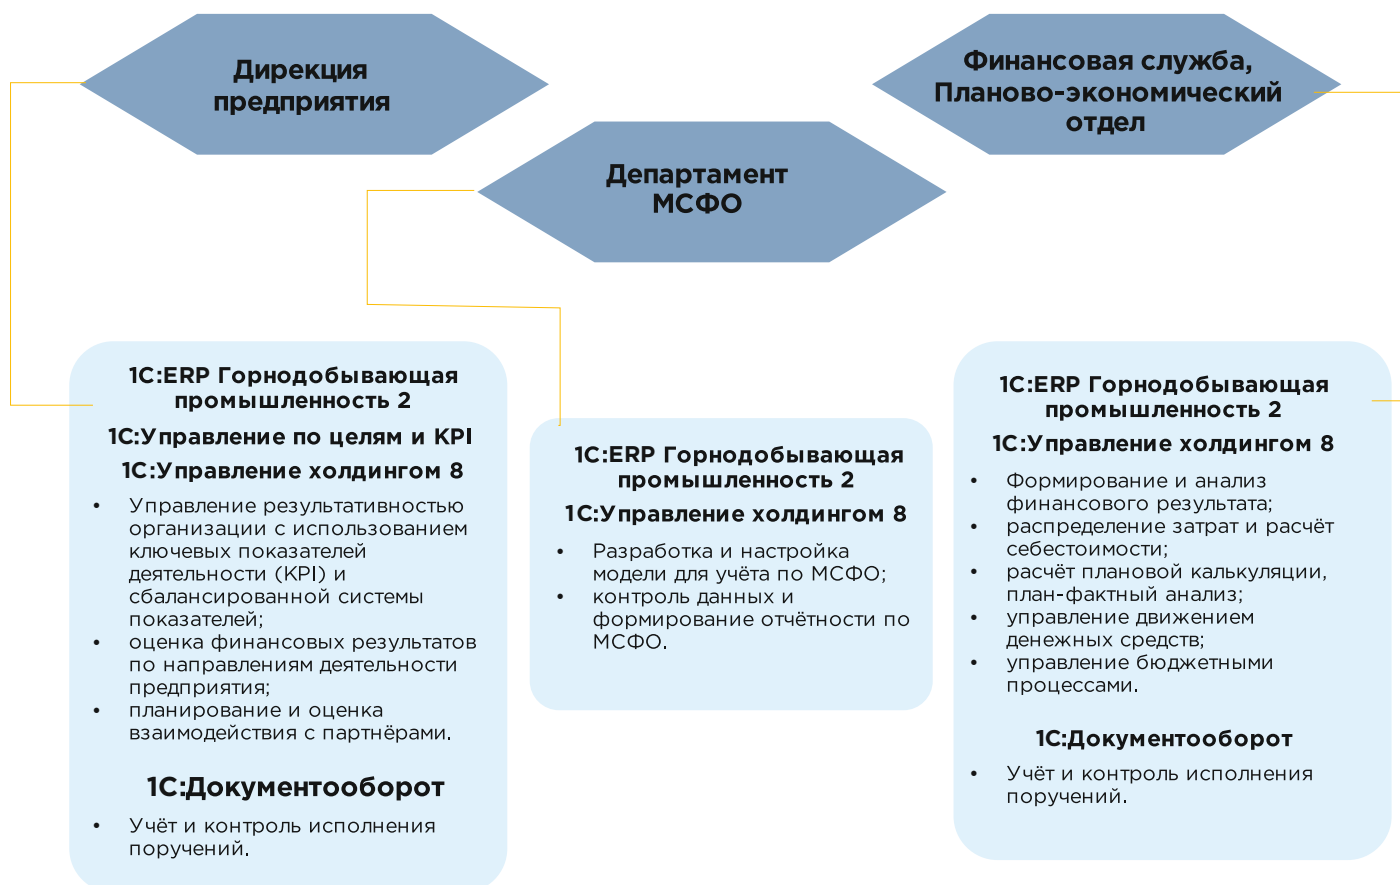 Дирекция
предприятия
Департамент
МСФО
Финансовая служба,
Планово-экономический
отдел
1С:ERP Горнодобывающая
промышленность 2
1С:Управление по целям и KPI
1С:Управление холдингом 8
• Управление результативностью
организации с использованием
ключевых показателей
деятельности (KPI) и
сбалансированной системы
показателей;
• оценка финансовых результатов
по направлениям деятельности
предприятия;
• планирование и оценка
взаимодействия с партнёрами.
1С:Документооборот
• Учёт и контроль исполнения
поручений.
1С:ERP Горнодобывающая
промышленность 2
1С:Управление холдингом 8
• Разработка и настройка
модели для учёта по МСФО;
• контроль данных и
формирование отчётности по
МСФО.
1С:ERP Горнодобывающая
промышленность 2
1С:Управление холдингом 8
• Формирование и анализ
финансового результата;
• распределение затрат и расчёт
себестоимости;
• расчёт плановой калькуляции,
план-фактный анализ;
• управление движением
денежных средств;
• управление бюджетными
процессами.
1С:Документооборот
• Учёт и контроль исполнения
поручений.